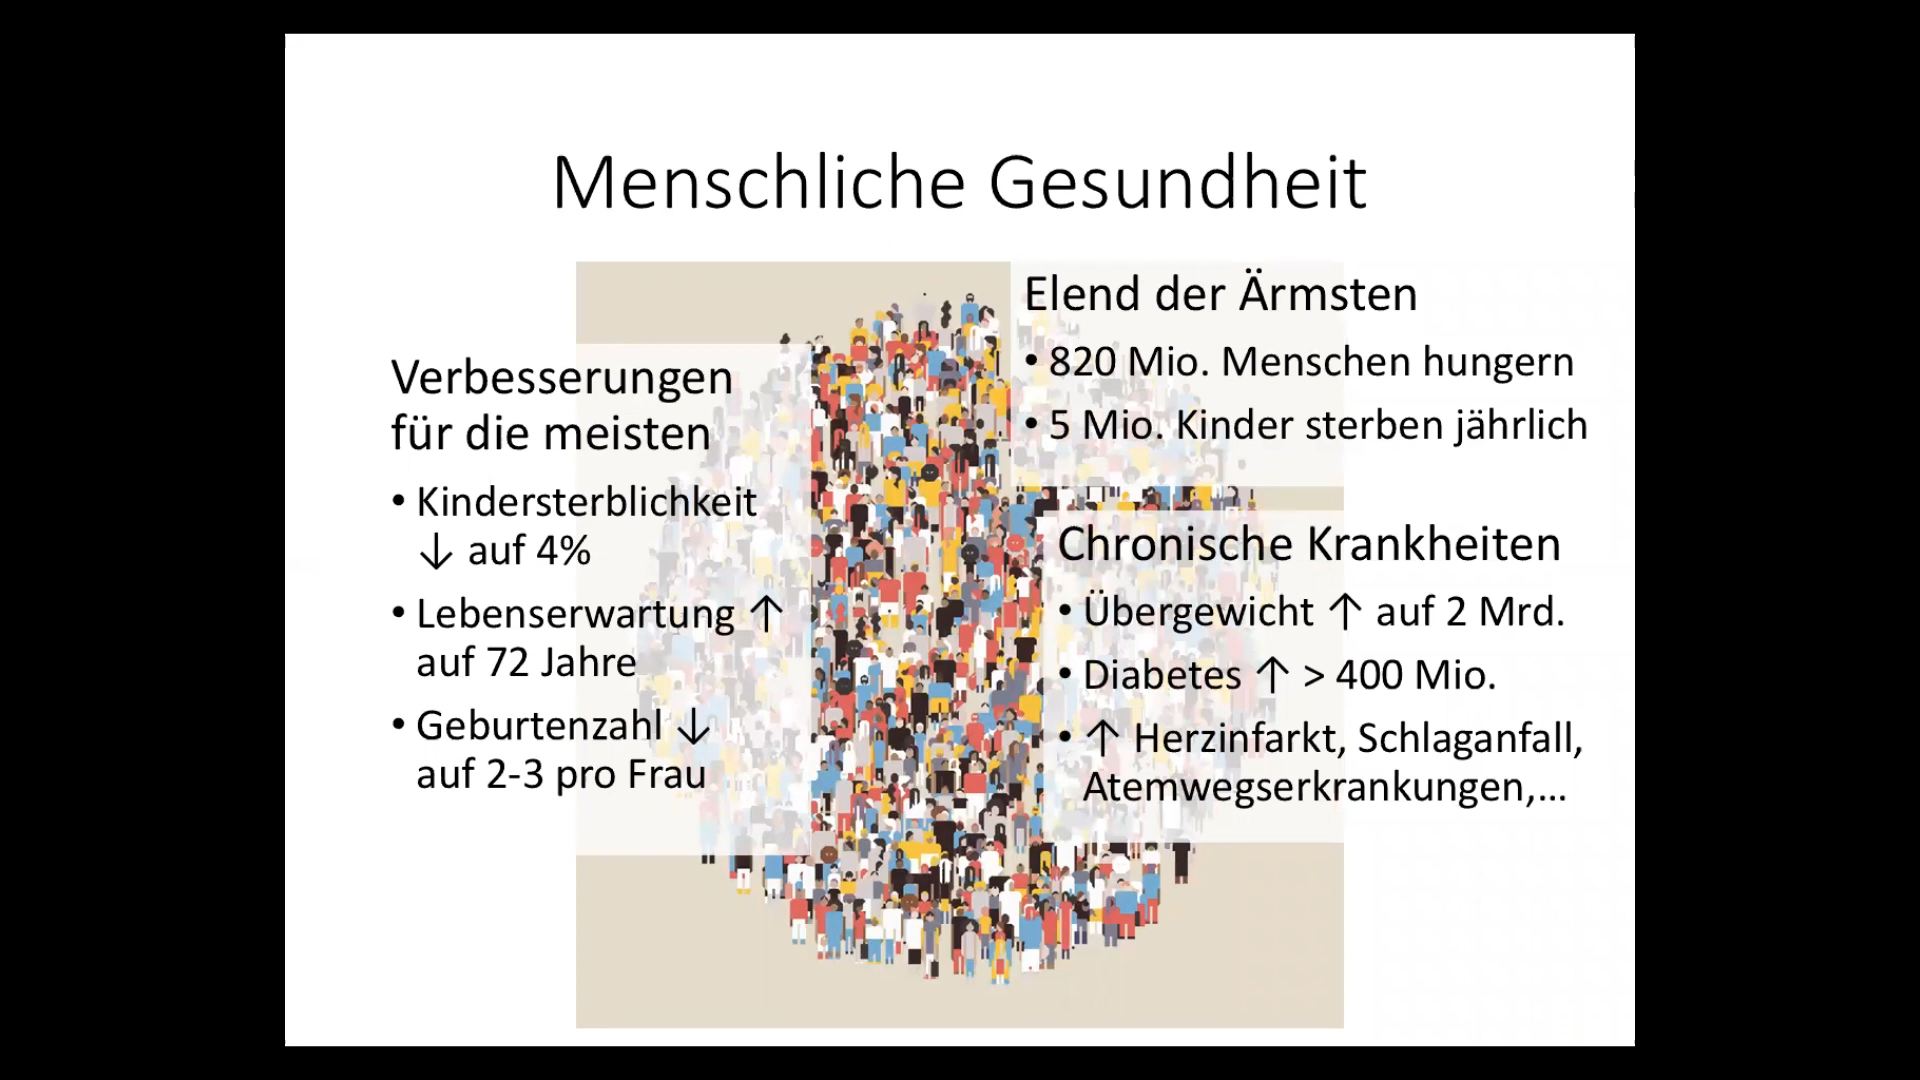 Menschliche Gesundheit
Verbesserungen
für die meisten
• Kindersterblichkeit
↓ auf 4%
• Lebenserwartung ↑
auf 72 Jahre
• Geburtenzahl ↓
auf 2-3 pro Frau
Elend der Ärmsten
• 820 Mio. Menschen hungern
• 5 Mio. Kinder sterben jährlich
Chronische Krankheiten
• Übergewicht ↑ auf 2 Mrd.
• Diabetes ↑ > 400 Mio.
• ↑ Herzinfarkt, Schlaganfall,
Atemwegserkrankungen,...